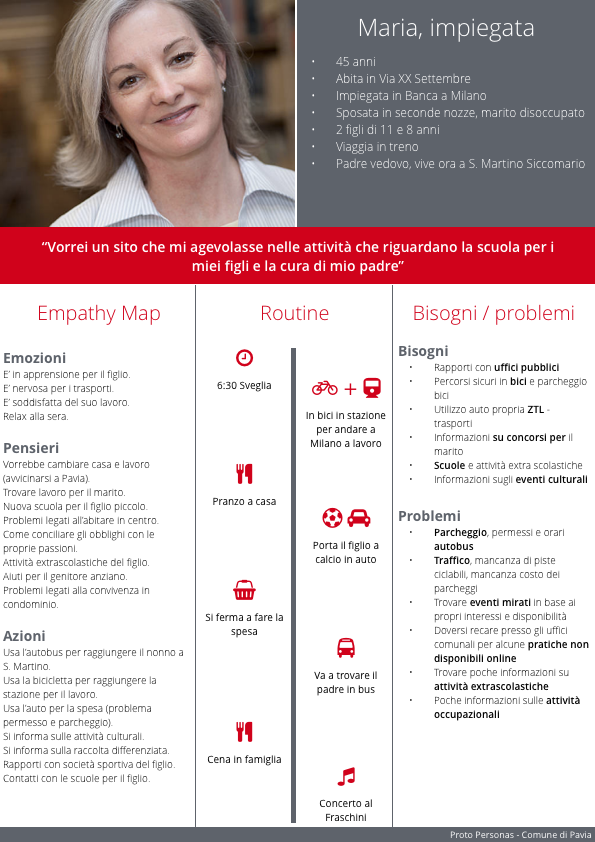 Maria, impiegata
• 45 anni
• Abita in Via XX Settembre
• Impiegata in Banca a Milano
• Sposata in seconde nozze, marito disoccupato
• 2 figli di 11 e 8 anni
• Viaggia in treno
• Padre vedovo, vive ora a S. Martino Siccomario
“Vorrei un sito che mi agevolasse nelle attività che riguardano la scuola per i
miei figli e la cura di mio padre”
Empathy Map
Emozioni
E’ in apprensione per il figlio.
E’ nervosa per i trasporti.
E’ soddisfatta del suo lavoro.
Relax alla sera.
Pensieri
Vorrebbe cambiare casa e lavoro
(avvicinarsi a Pavia).
Trovare lavoro per il marito.
Nuova scuola per il figlio piccolo.
Problemi legati all’abitare in centro.
Come conciliare gli obblighi con le
proprie passioni.
Attività extrascolastiche del figlio.
Aiuti per il genitore anziano.
Problemi legati alla convivenza in
condominio.
Azioni
Usa l’autobus per raggiungere il nonno a
S. Martino.
Usa la bicicletta per raggiungere la
stazione per il lavoro.
Usa l’auto per la spesa (problema
permesso e parcheggio).
Si informa sulle attività culturali.
Si informa sulla raccolta differenziata.
Rapporti con società sportiva del figlio.
Contatti con le scuole per il figlio.
Routine
6:30 Sveglia
+
In bici in stazione
per andare a
Milano a lavoro
Pranzo a casa
Porta il figlio a
calcio in auto
Si ferma a fare la
spesa
Va a trovare il
padre in bus
Cena in famiglia
Concerto al
Fraschini
Bisogni / problemi
Bisogni
• Rapporti con uffici pubblici
• Percorsi sicuri in bici e parcheggio
bici
• Utilizzo auto propria ZTL -
trasporti
• Informazioni su concorsi per il
marito
• Scuole e attività extra scolastiche
• Informazioni sugli eventi culturali
Problemi
• Parcheggio, permessi e orari
autobus
• Traffico, mancanza di piste
ciclabili, mancanza costo dei
parcheggi
• Trovare eventi mirati in base ai
propri interessi e disponibilità
• Doversi recare presso gli uffici
comunali per alcune pratiche non
disponibili online
• Trovare poche informazioni su
attività extrascolastiche
• Poche informazioni sulle attività
occupazionali
Proto Personas - Comune di Pavia